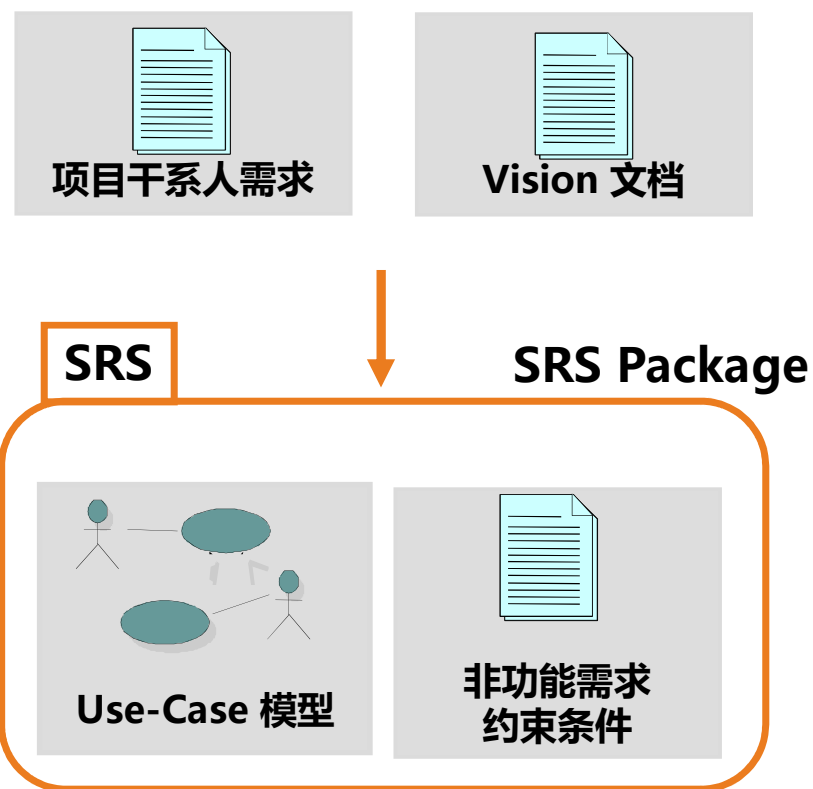 项目干系人需求
Vision 文档
SRS
SRS Package
Use-Case 模型
非功能需求
约束条件